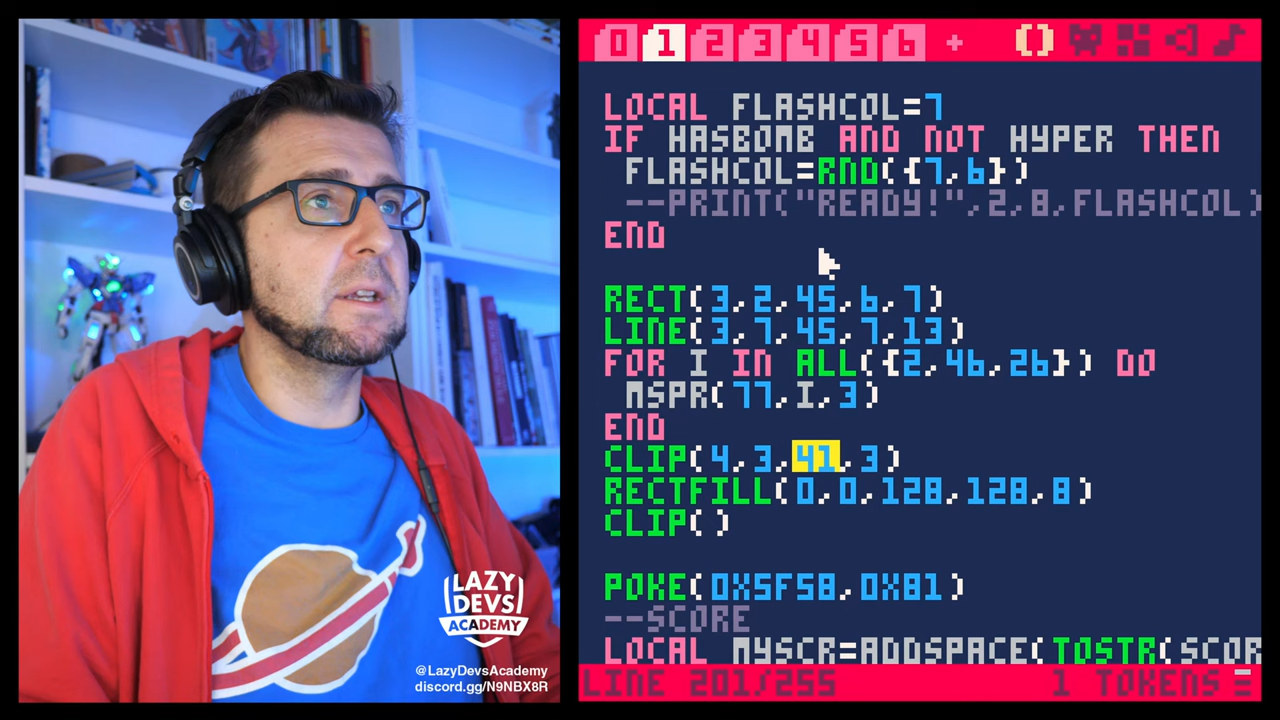 LAZY
DEVS
ACADEMY
@LazyDevsAcademy
discord.gg/N9NBX8R
0 1 2 3 4 5 6 + ()
LOCAL FLASHCOL=7
IF HASBOMB AND NOT HYPER THEN
FLASHCOL=RND({7,6})
--PRINT("READY!",2,8,FLASHCOL)
END
RECT(3,2,45,6,7)
LINE(3,7,45,7,13)
FOR I IN ALL({2,46,26}) DO
MSPR(77,I,3)
END
CLIP(4,3,41,3)
RECTFILL(0,0,128,128,8)
CLIP()
POKE(0X5F58,0X81)
--SCORE
LOCAL MYSCR=ADDSPACE(TOSTR(SCOR
LINE 201/255 1 TOKENS